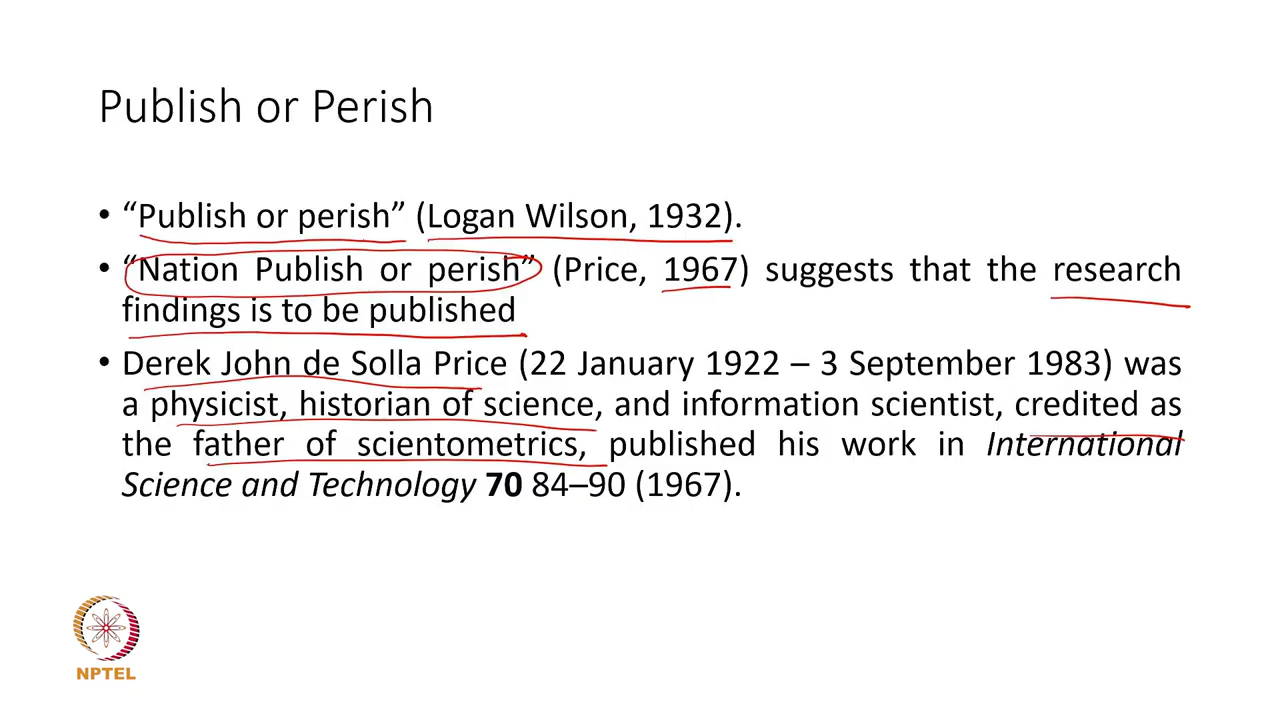 Publish or Perish
• “Publish or perish” (Logan Wilson, 1932).
• “Nation Publish or perish” (Price, 1967) suggests that the research
findings is to be published
• Derek John de Solla Price (22 January 1922 – 3 September 1983) was
a physicist, historian of science, and information scientist, credited as
the father of scientometrics, published his work in International
Science and Technology 70 84–90 (1967).
NPTEL